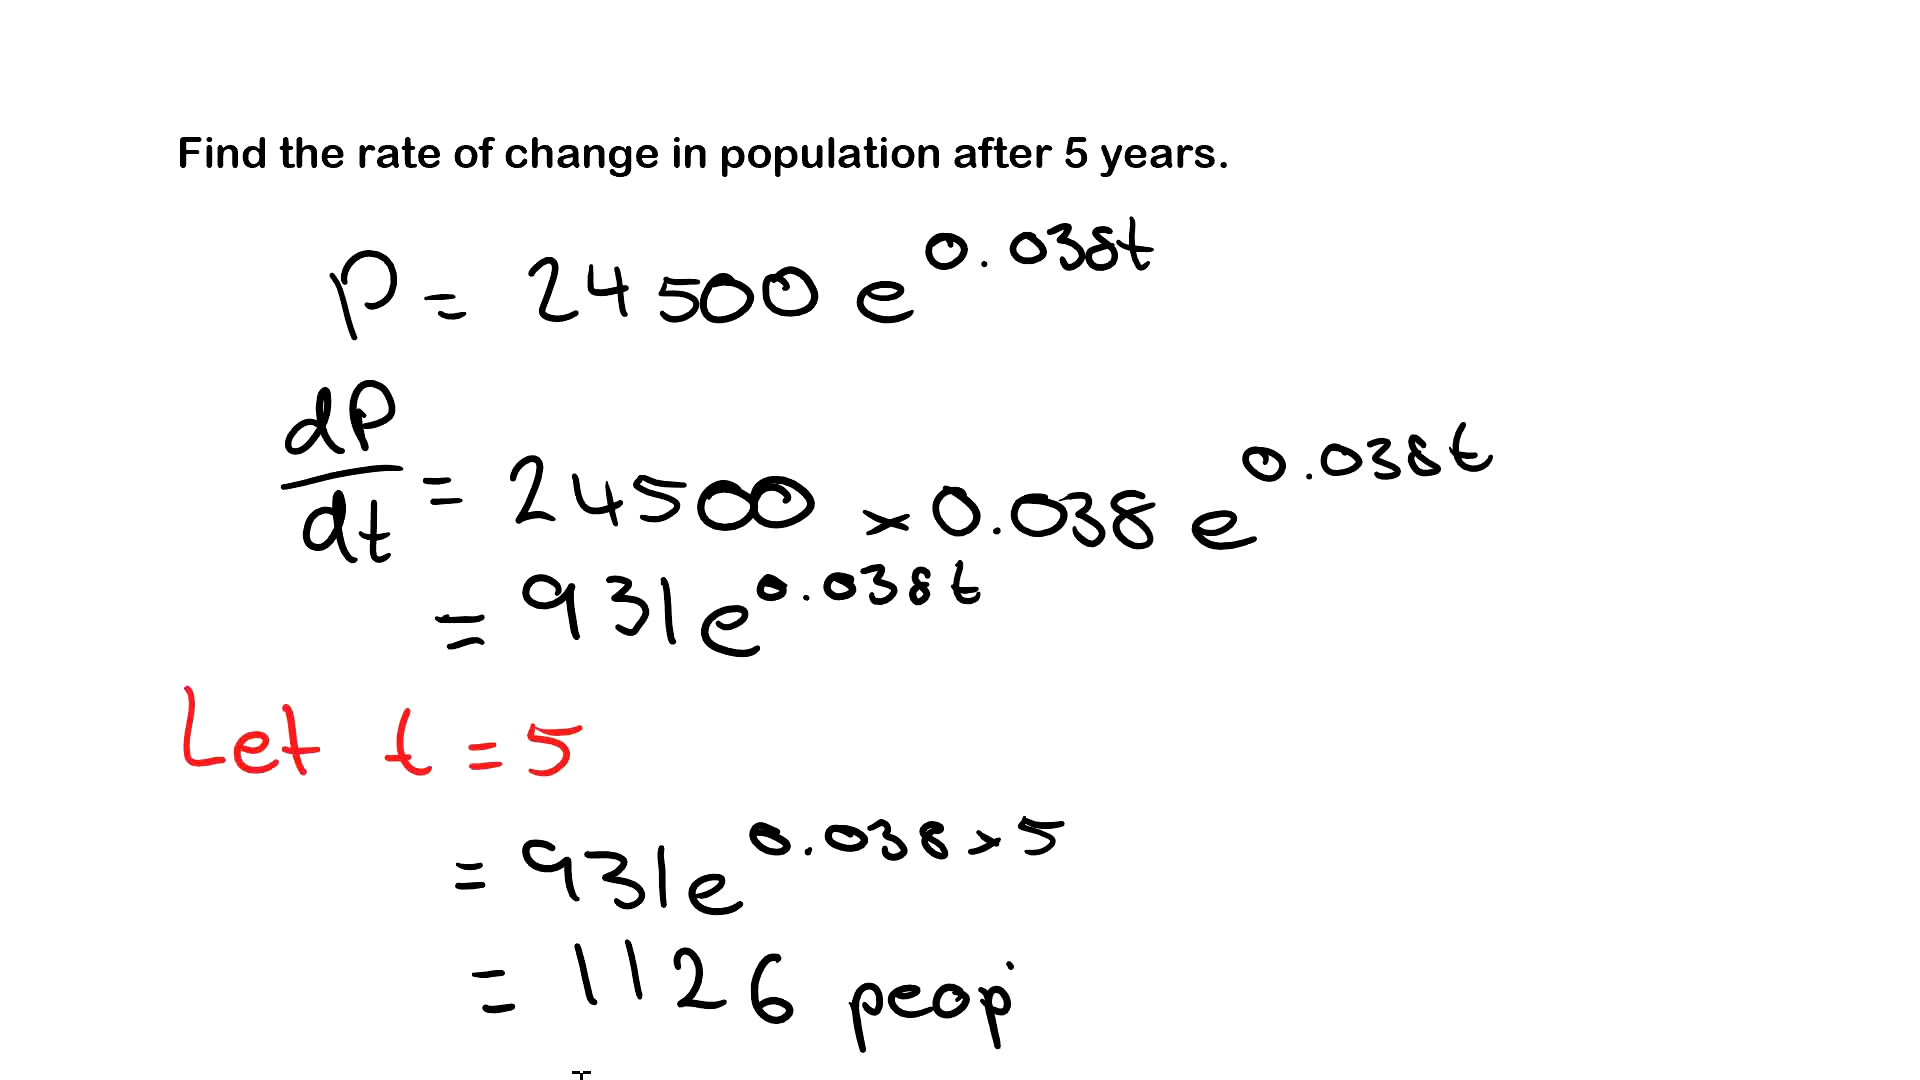 Find the rate of change in population after 5 years.
P = 24500 e^0.038t
dP/dt = 24500 × 0.038 e^0.038t
= 931e^0.038t
Let t = 5
= 931e^0.038×5
= 1126 peop